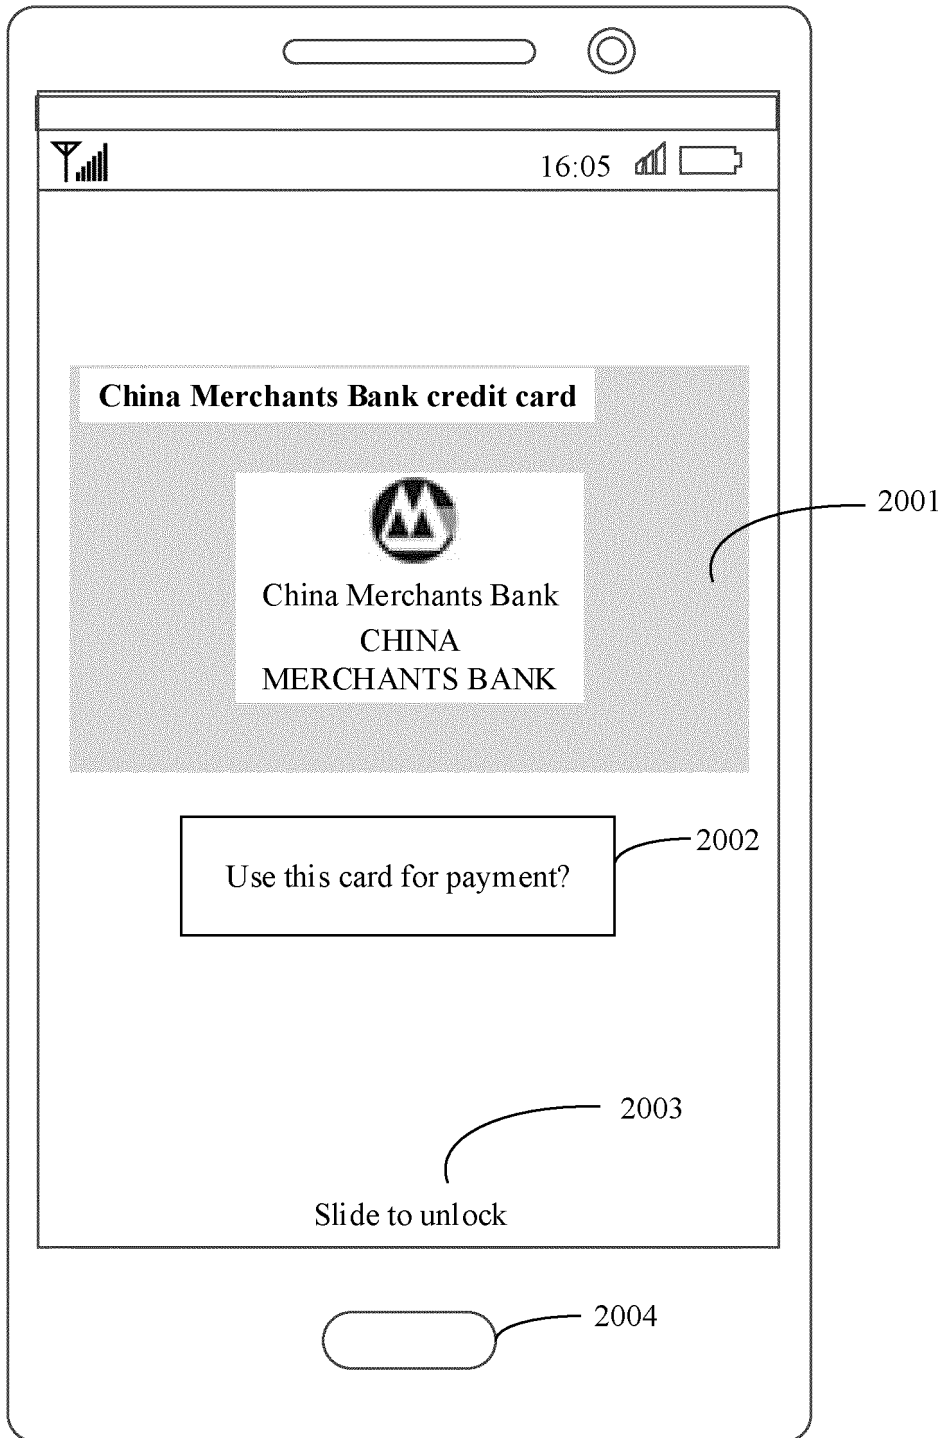 16:05
China Merchants Bank credit card
2001
China Merchants Bank
CHINA
MERCHANTS BANK
2002
Use this card for payment?
2003
Slide to unlock
2004